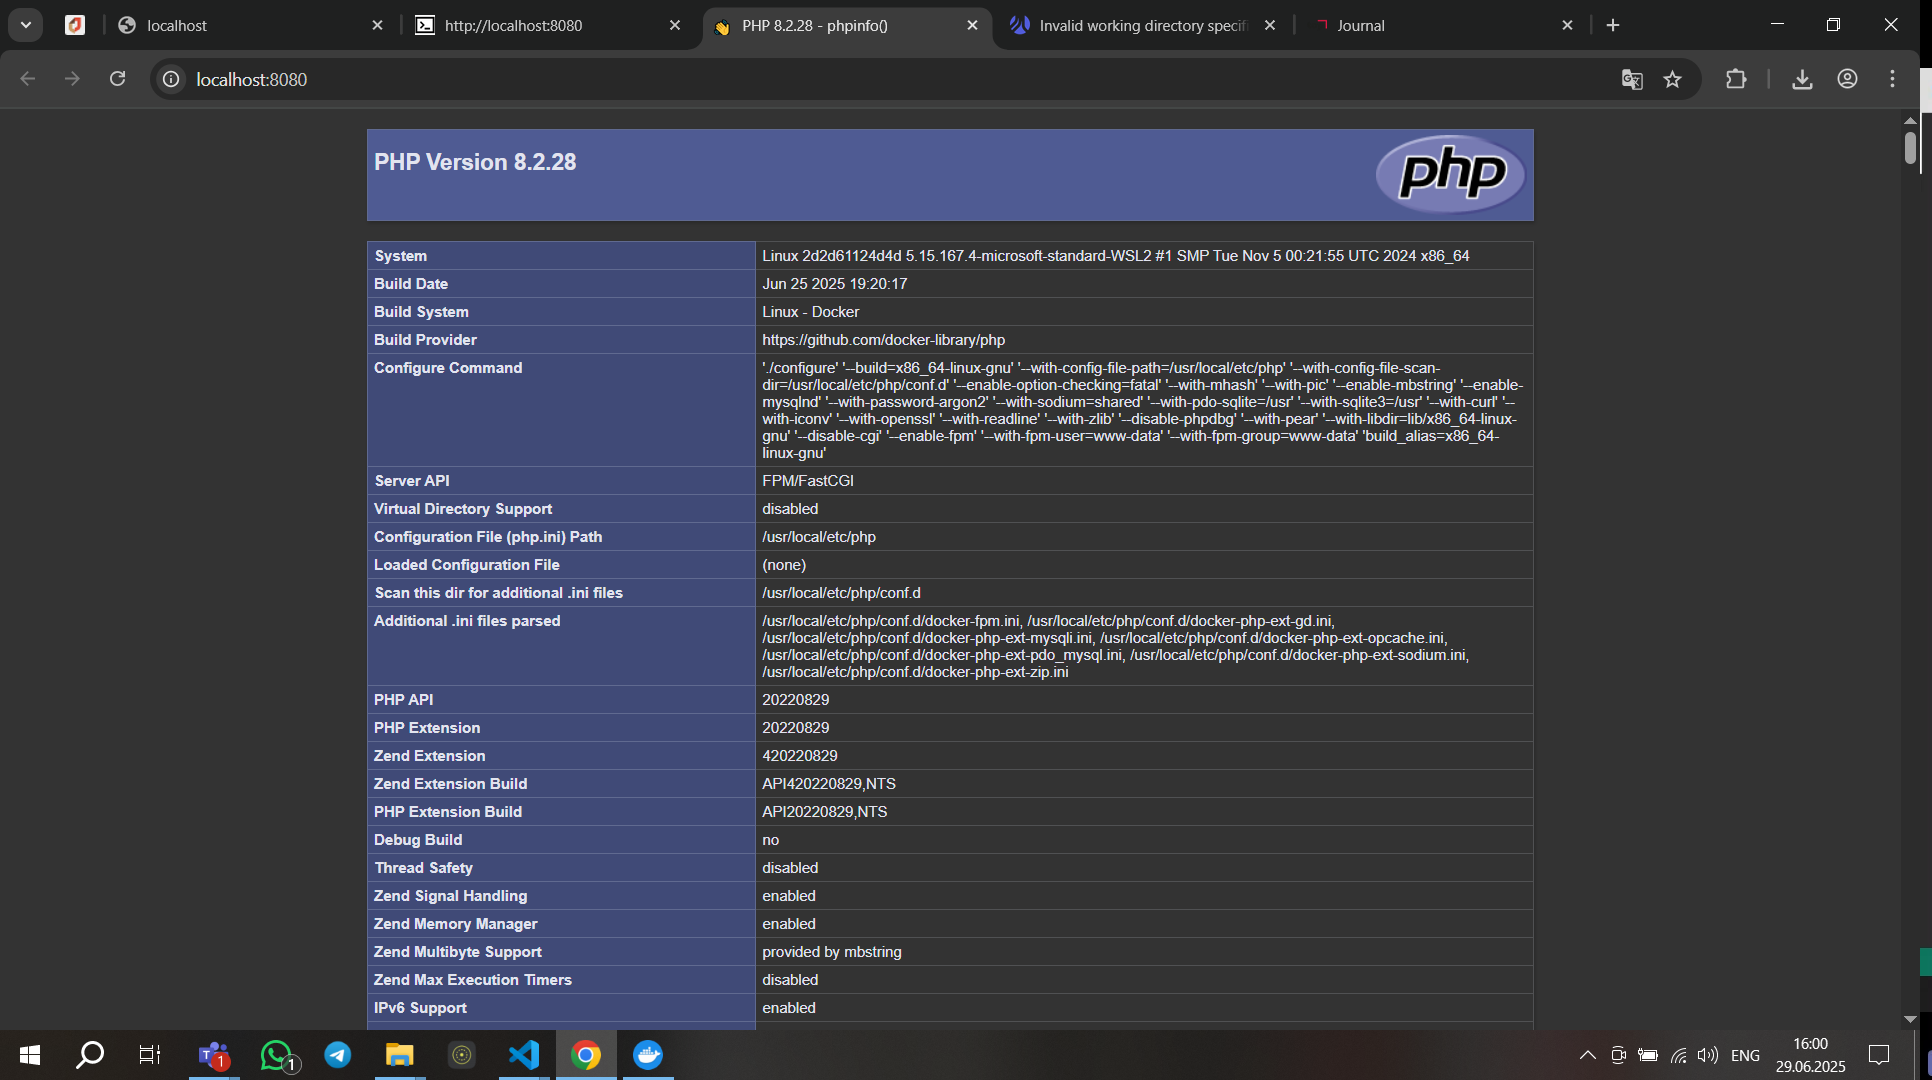 localhost
http://localhost:8080
PHP 8.2.28 - phpinfo()
Invalid working directory specif
Journal
localhost:8080
PHP Version 8.2.28
php
System Linux 2d2d61124d4d 5.15.167.4-microsoft-standard-WSL2 #1 SMP Tue Nov 5 00:21:55 UTC 2024 x86_64
Build Date Jun 25 2025 19:20:17
Build System Linux - Docker
Build Provider https://github.com/docker-library/php
Configure Command './configure' '--build=x86_64-linux-gnu' '--with-config-file-path=/usr/local/etc/php' '--with-config-file-scan-
dir=/usr/local/etc/php/conf.d' '--enable-option-checking=fatal' '--with-mhash' '--with-pic' '--enable-mbstring' '--enable-
mysqlnd' '--with-password-argon2' '--with-sodium=shared' '--with-pdo-sqlite=/usr' '--with-sqlite3=/usr' '--with-curl' '--
with-iconv' '--with-openssl' '--with-readline' '--with-zlib' '--disable-phpdbg' '--with-pear' '--with-libdir=lib/x86_64-linux-
gnu' '--disable-cgi' '--enable-fpm' '--with-fpm-user=www-data' '--with-fpm-group=www-data' 'build_alias=x86_64-
linux-gnu'
Server API FPM/FastCGI
Virtual Directory Support disabled
Configuration File (php.ini) Path /usr/local/etc/php
Loaded Configuration File (none)
Scan this dir for additional .ini files /usr/local/etc/php/conf.d
Additional .ini files parsed /usr/local/etc/php/conf.d/docker-fpm.ini, /usr/local/etc/php/conf.d/docker-php-ext-gd.ini,
/usr/local/etc/php/conf.d/docker-php-ext-mysqli.ini, /usr/local/etc/php/conf.d/docker-php-ext-opcache.ini,
/usr/local/etc/php/conf.d/docker-php-ext-pdo_mysql.ini, /usr/local/etc/php/conf.d/docker-php-ext-sodium.ini,
/usr/local/etc/php/conf.d/docker-php-ext-zip.ini
PHP API 20220829
PHP Extension 20220829
Zend Extension 420220829
Zend Extension Build API420220829,NTS
PHP Extension Build API20220829,NTS
Debug Build no
Thread Safety disabled
Zend Signal Handling enabled
Zend Memory Manager enabled
Zend Multibyte Support provided by mbstring
Zend Max Execution Timers disabled
IPv6 Support enabled
T 1
1
ENG
16:00
29.06.2025